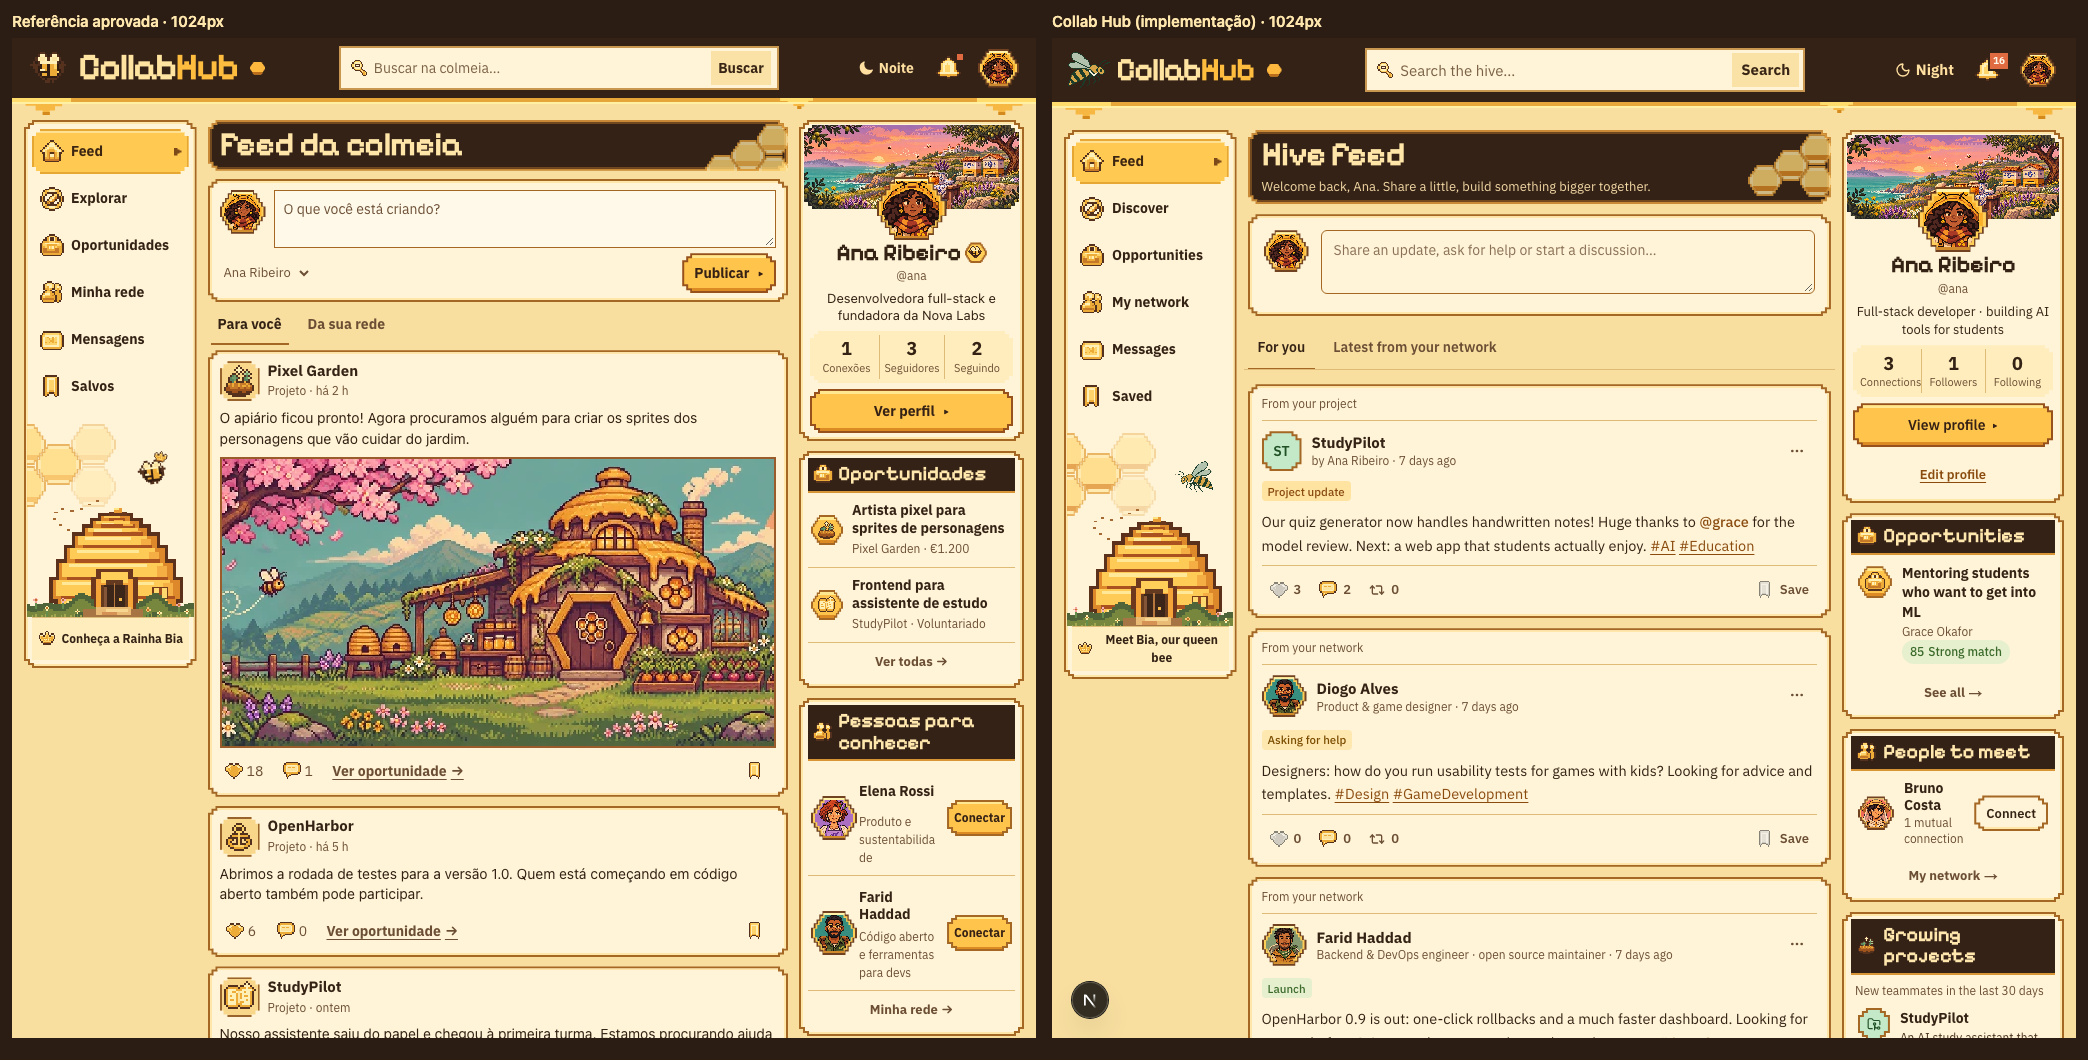 Referência aprovada · 1024px
CollabHub
Buscar na colmeia...
Buscar
Noite
Feed
Explorar
Oportunidades
Minha rede
Mensagens
Salvos
Conheça a Rainha Bia
Feed da colmeia
O que você está criando?
Ana Ribeiro
Publicar
Para você
Da sua rede
Pixel Garden
Projeto · há 2 h
O apiário ficou pronto! Agora procuramos alguém para criar os sprites dos
personagens que vão cuidar do jardim.
18
1
Ver oportunidade →
OpenHarbor
Projeto · há 5 h
Abrimos a rodada de testes para a versão 1.0. Quem está começando em código
aberto também pode participar.
6
0
Ver oportunidade →
StudyPilot
Projeto · ontem
Nosso assistente saiu do papel e chegou à primeira turma. Estamos procurando ajuda
Ana Ribeiro
@ana
Desenvolvedora full-stack e
fundadora da Nova Labs
1
3
2
Conexões
Seguidores
Seguindo
Ver perfil
Oportunidades
Artista pixel para
sprites de personagens
Pixel Garden · €1.200
Frontend para
assistente de estudo
StudyPilot · Voluntariado
Ver todas →
Pessoas para
conhecer
Elena Rossi
Produto e
sustentabilida
de
Conectar
Farid
Haddad
Código aberto
e ferramentas
para devs
Conectar
Minha rede →
Collab Hub (implementação) · 1024px
CollabHub
Search the hive...
Search
Night
16
Feed
Discover
Opportunities
My network
Messages
Saved
Meet Bia, our queen
bee
N
Hive Feed
Welcome back, Ana. Share a little, build something bigger together.
Share an update, ask for help or start a discussion...
For you
Latest from your network
From your project
ST
StudyPilot
by Ana Ribeiro · 7 days ago
...
Project update
Our quiz generator now handles handwritten notes! Huge thanks to @grace for the
model review. Next: a web app that students actually enjoy. #AI #Education
3
2
0
Save
From your network
Diogo Alves
Product & game designer · 7 days ago
...
Asking for help
Designers: how do you run usability tests for games with kids? Looking for advice and
templates. #Design #GameDevelopment
0
0
0
Save
From your network
Farid Haddad
Backend & DevOps engineer · open source maintainer · 7 days ago
...
Launch
OpenHarbor 0.9 is out: one-click rollbacks and a much faster dashboard. Looking for
Ana Ribeiro
@ana
Full-stack developer · building AI
tools for students
3
1
0
Connections
Followers
Following
View profile
Edit profile
Opportunities
Mentoring students
who want to get into
ML
Grace Okafor
85 Strong match
See all →
People to meet
Bruno
Costa
1 mutual
connection
Connect
My network →
Growing
projects
New teammates in the last 30 days
StudyPilot
An AI study assistant that